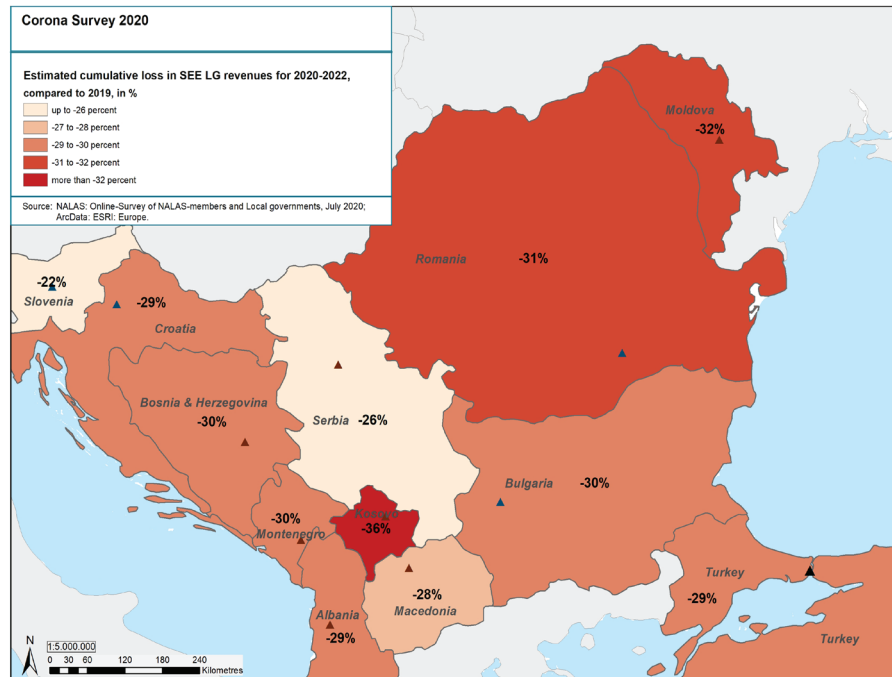 Corona Survey 2020
Estimated cumulative loss in SEE LG revenues for 2020-2022,
compared to 2019, in %
up to -26 percent
-27 to -28 percent
-29 to -30 percent
-31 to -32 percent
more than -32 percent
Source: NALAS: Online-Survey of NALAS-members and Local governments, July 2020;
ArcData: ESRI: Europe.
Moldova
-32%
Romania
-31%
-22%
Slovenia
-29%
Croatia
Bosnia & Herzegovina
-30%
Serbia -26%
Bulgaria -30%
Kosovo
-36%
-30%
Montenegro
-28%
Macedonia
Albania
-29%
Turkey
-29%
Turkey
N
1:5.000.000
0 30 60 120 180 240
Kilometres